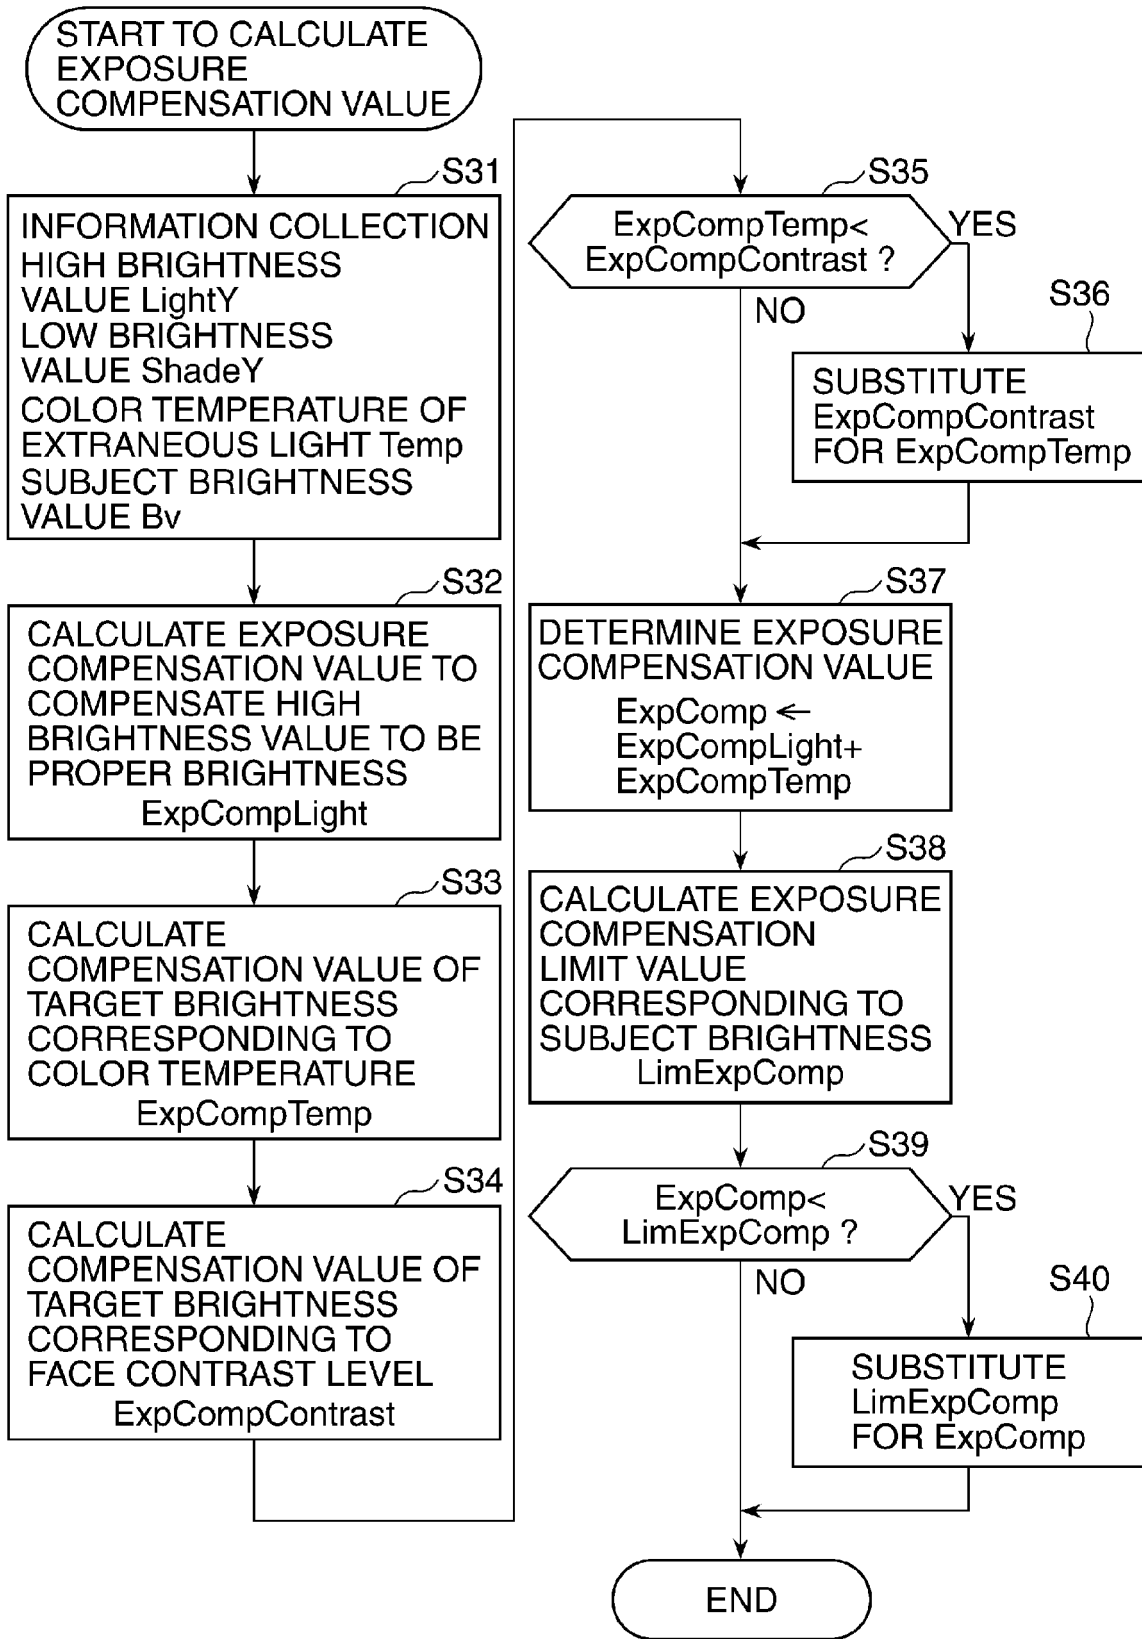 START TO CALCULATE
EXPOSURE
COMPENSATION VALUE
S31
INFORMATION COLLECTION
HIGH BRIGHTNESS
VALUE LightY
LOW BRIGHTNESS
VALUE ShadeY
COLOR TEMPERATURE OF
EXTRANEOUS LIGHT Temp
SUBJECT BRIGHTNESS
VALUE Bv
S32
CALCULATE EXPOSURE
COMPENSATION VALUE TO
COMPENSATE HIGH
BRIGHTNESS VALUE TO BE
PROPER BRIGHTNESS
ExpCompLight
S33
CALCULATE
COMPENSATION VALUE OF
TARGET BRIGHTNESS
CORRESPONDING TO
COLOR TEMPERATURE
ExpCompTemp
S34
CALCULATE
COMPENSATION VALUE OF
TARGET BRIGHTNESS
CORRESPONDING TO
FACE CONTRAST LEVEL
ExpCompContrast
S35
ExpCompTemp<
ExpCompContrast ?
YES
NO
S36
SUBSTITUTE
ExpCompContrast
FOR ExpCompTemp
S37
DETERMINE EXPOSURE
COMPENSATION VALUE
ExpComp ←
ExpCompLight+
ExpCompTemp
S38
CALCULATE EXPOSURE
COMPENSATION
LIMIT VALUE
CORRESPONDING TO
SUBJECT BRIGHTNESS
LimExpComp
S39
ExpComp<
LimExpComp ?
YES
NO
S40
SUBSTITUTE
LimExpComp
FOR ExpComp
END